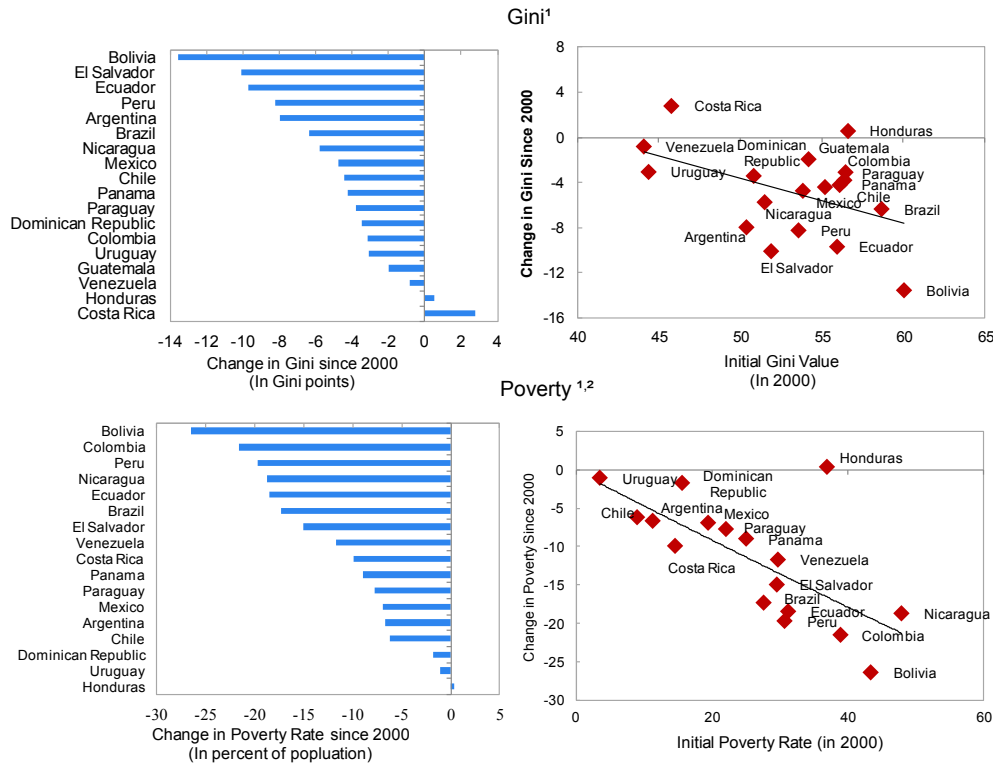 Gini¹
Bolivia
El Salvador
Ecuador
Peru
Argentina
Brazil
Nicaragua
Mexico
Chile
Panama
Paraguay
Dominican Republic
Colombia
Uruguay
Guatemala
Venezuela
Honduras
Costa Rica
-14 -12 -10 -8 -6 -4 -2 0 2 4
Change in Gini since 2000
(In Gini points)
Change in Gini Since 2000
8
4
0
-4
-8
-12
-16
Costa Rica
Honduras
Venezuela
Dominican
Republic
Guatemala
Uruguay
Colombia
Paraguay
Panama
Chile
Mexico
Nicaragua
Brazil
Argentina
Peru
El Salvador
Ecuador
Bolivia
40 45 50 55 60 65
Initial Gini Value
(In 2000)
Poverty ¹,²
Bolivia
Colombia
Peru
Nicaragua
Ecuador
Brazil
El Salvador
Venezuela
Costa Rica
Panama
Paraguay
Mexico
Argentina
Chile
Dominican Republic
Uruguay
Honduras
-30 -25 -20 -15 -10 -5 0 5
Change in Poverty Rate since 2000
(In percent of popluation)
Change in Poverty Since 2000
5
0
-5
-10
-15
-20
-25
-30
Honduras
Uruguay
Dominican
Republic
Chile
Argentina
Mexico
Paraguay
Panama
Costa Rica
Venezuela
El Salvador
Brazil
Ecuador
Peru
Nicaragua
Colombia
Bolivia
0 20 40 60
Initial Poverty Rate (in 2000)